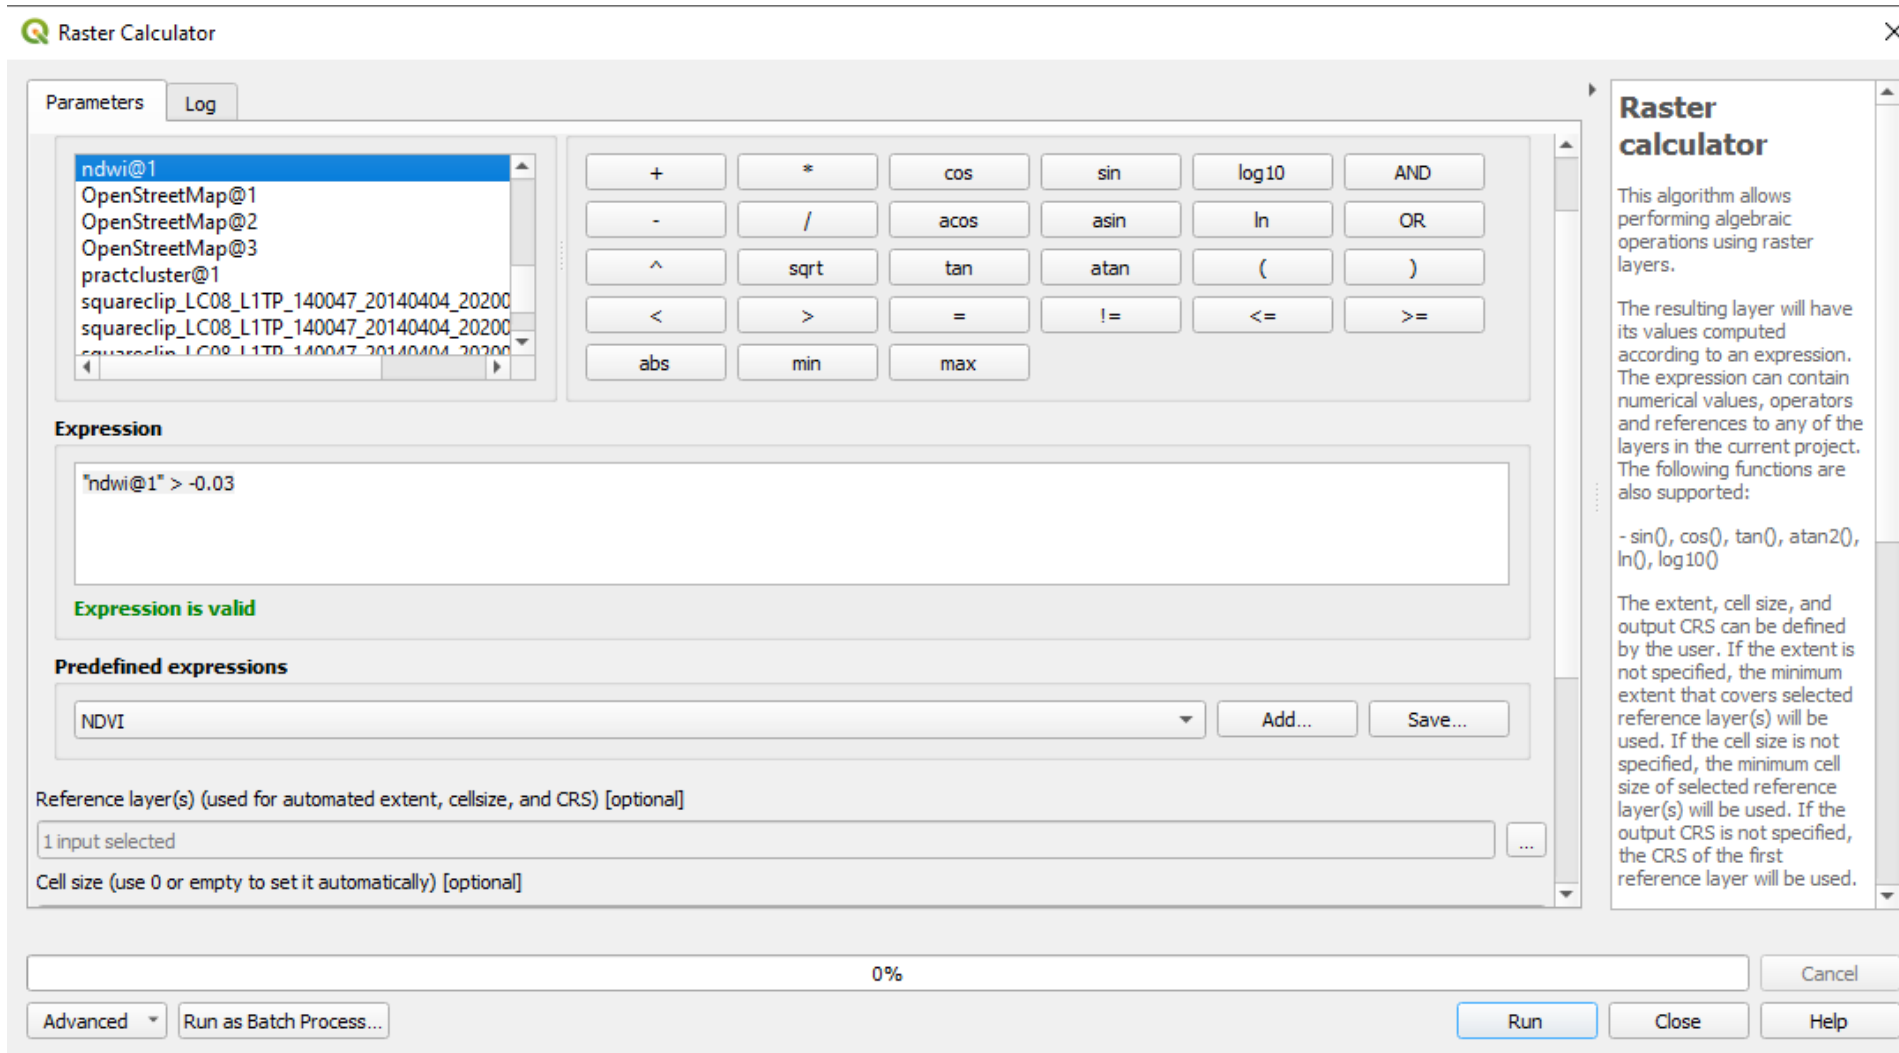 Raster Calculator
Parameters
Log
ndwi@1
OpenStreetMap@1
OpenStreetMap@2
OpenStreetMap@3
practcluster@1
squareclip_LC08_L1TP_140047_20140404_20200
squareclip_LC08_L1TP_140047_20140404_20200
squareclip_LC08_L1TP_140047_20140404_20200
+ * cos sin log10 AND
- / acos asin ln OR
^ sqrt tan atan ( )
< > = != <= >=
abs min max
Expression
"ndwi@1" > -0.03
Expression is valid
Predefined expressions
NDVI
Add...
Save...
Reference layer(s) (used for automated extent, cellsize, and CRS) [optional]
1 input selected
...
Cell size (use 0 or empty to set it automatically) [optional]
Raster
calculator
This algorithm allows
performing algebraic
operations using raster
layers.
The resulting layer will have
its values computed
according to an expression.
The expression can contain
numerical values, operators
and references to any of the
layers in the current project.
The following functions are
also supported:
- sin(), cos(), tan(), atan2(),
ln(), log10()
The extent, cell size, and
output CRS can be defined
by the user. If the extent is
not specified, the minimum
extent that covers selected
reference layer(s) will be
used. If the cell size is not
specified, the minimum cell
size of selected reference
layer(s) will be used. If the
output CRS is not specified,
the CRS of the first
reference layer will be used.
0%
Cancel
Advanced
Run as Batch Process...
Run
Close
Help